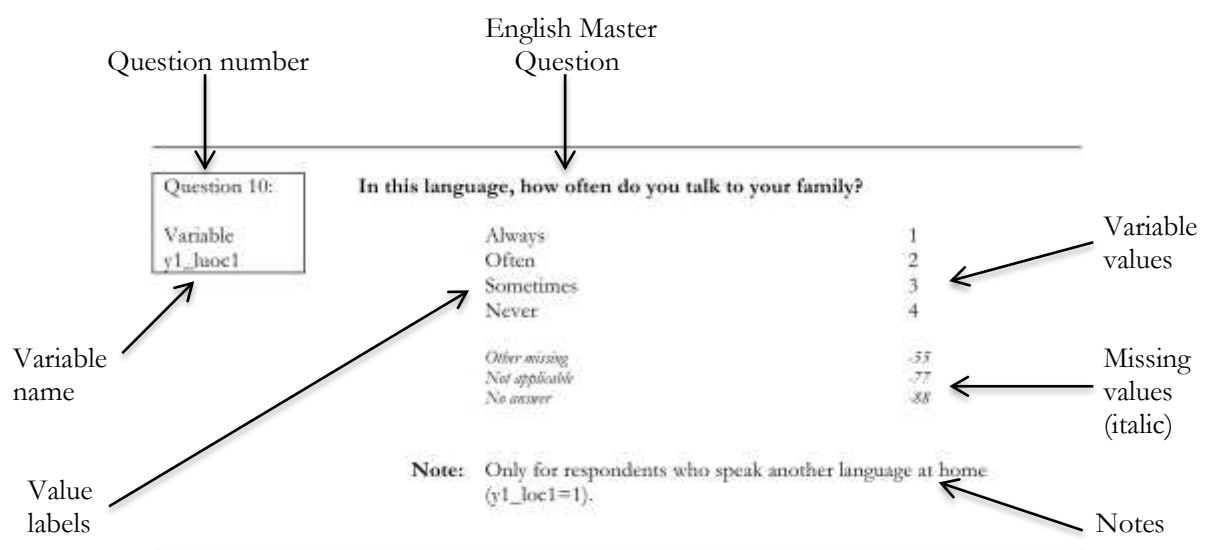 English Master
Question
Question number
Question 10:
In this language, how often do you talk to your family?
Variable
y1_luoc1
Always 1
Often 2
Sometimes 3
Never 4
Variable
values
Other missing -55
Not applicable -77
No answer -88
Variable
name
Missing
values
(italic)
Note: Only for respondents who speak another language at home
(y1_loc1=1).
Value
labels
Notes